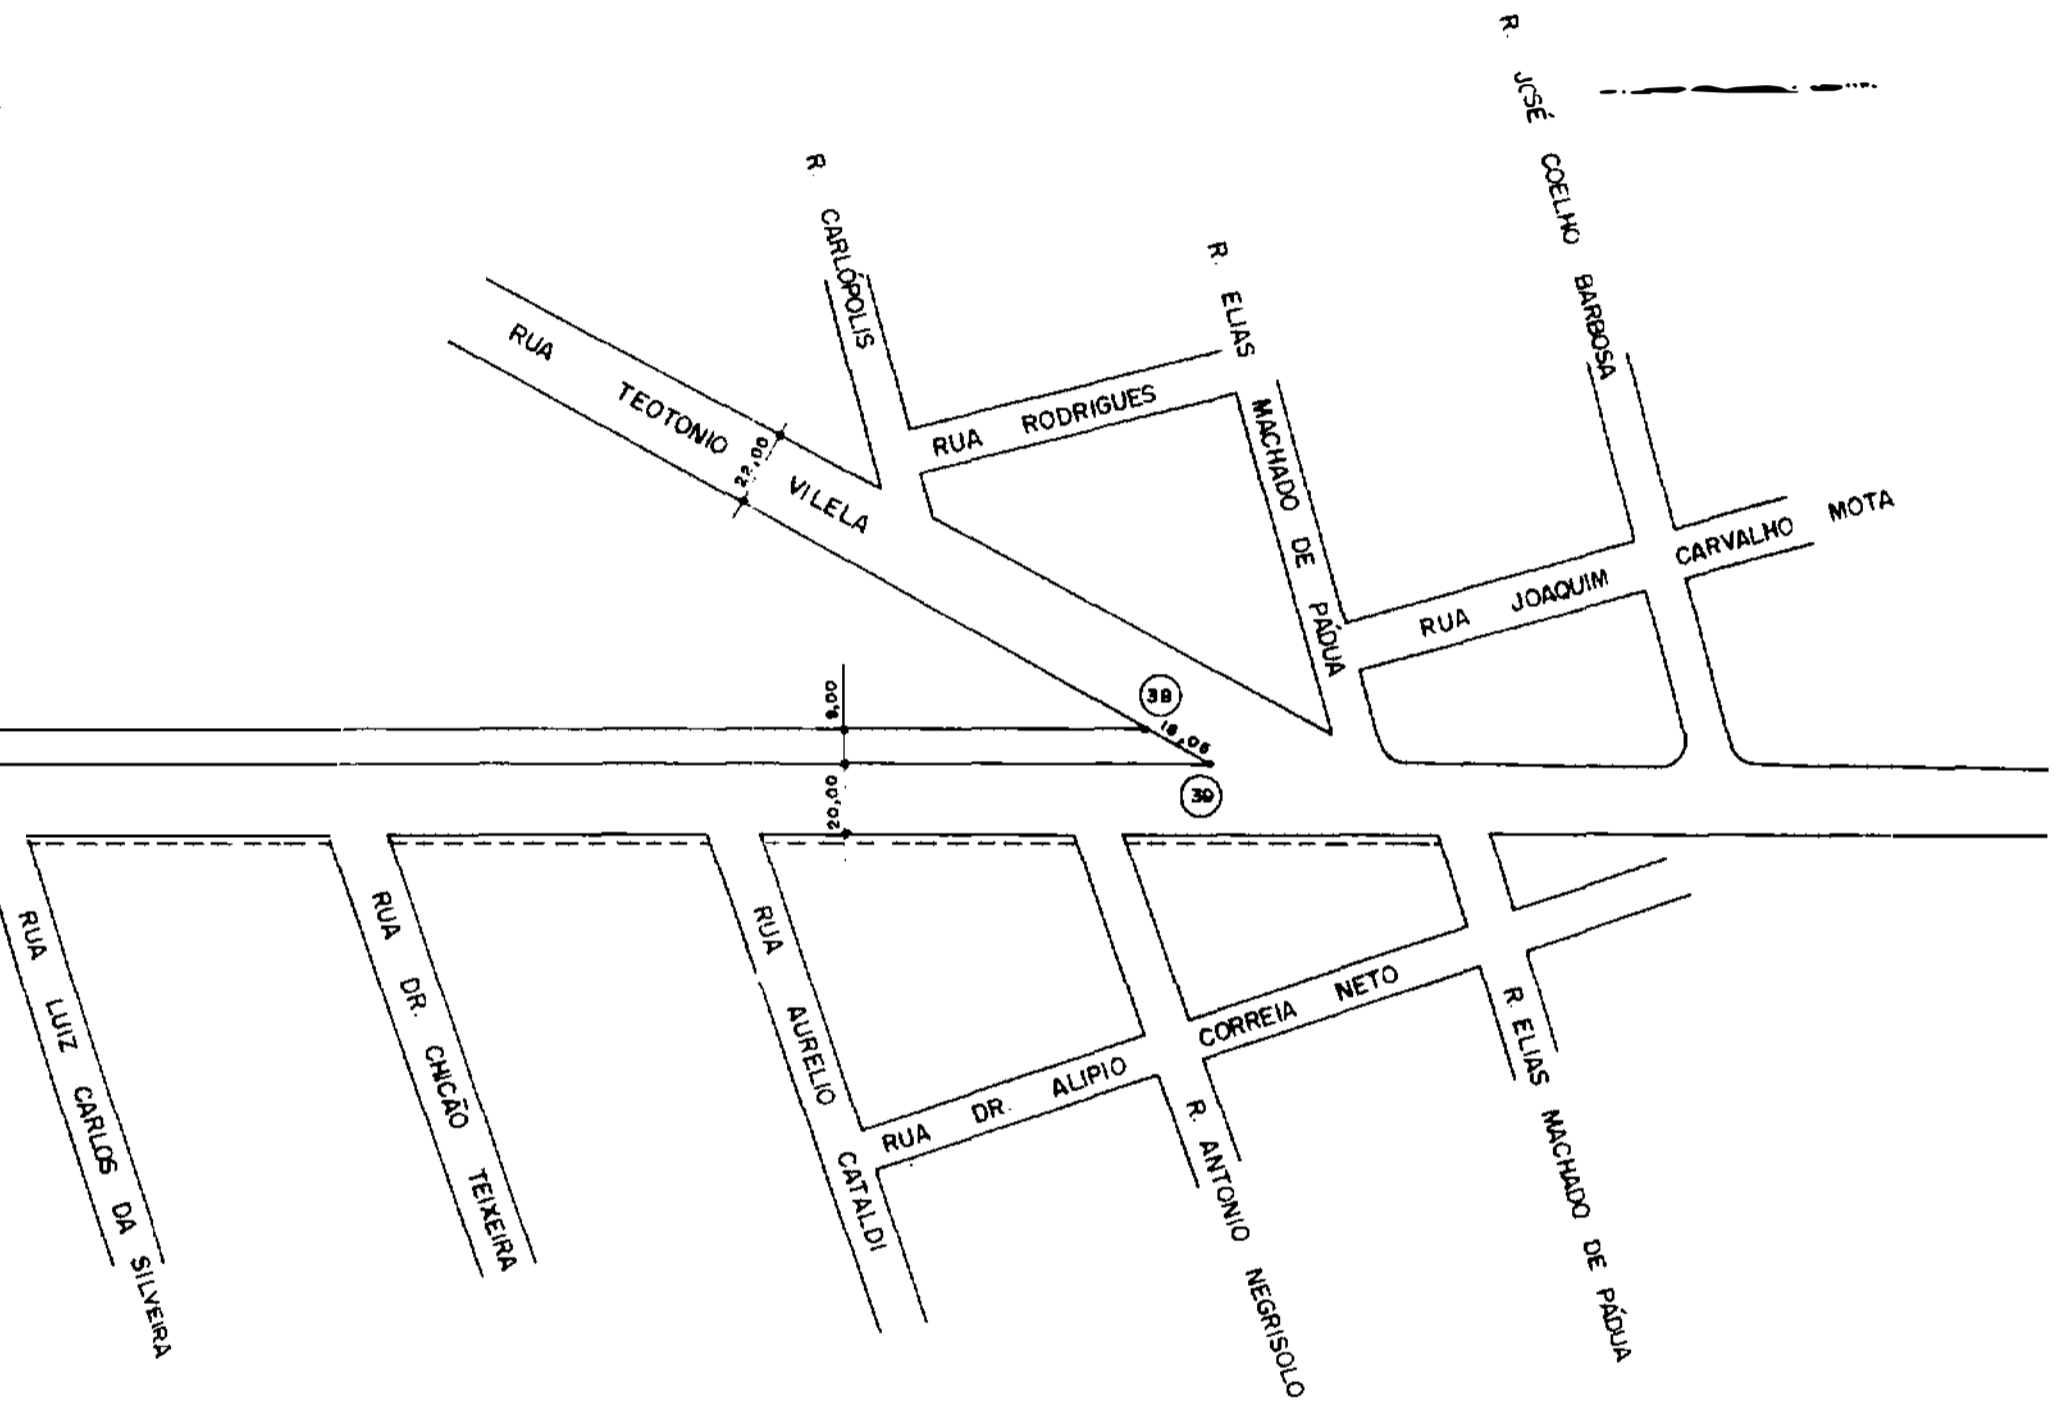 R. JOSÉ COELHO BARBOSA
R. CARLÓPOLIS
R. ELIAS MACHADO DE PÁDUA
RUA TEOTONIO VILELA
22,00
RUA RODRIGUES
RUA JOAQUIM CARVALHO MOTA
38
18,06
39
20,00
RUA LUIZ CARLOS DA SILVEIRA
RUA DR. CHICÃO TEIXEIRA
RUA AURELIO CATALDI
RUA DR. ALIPIO CORREIA NETO
R. ANTONIO NEGRISOLO
R. ELIAS MACHADO DE PÁDUA